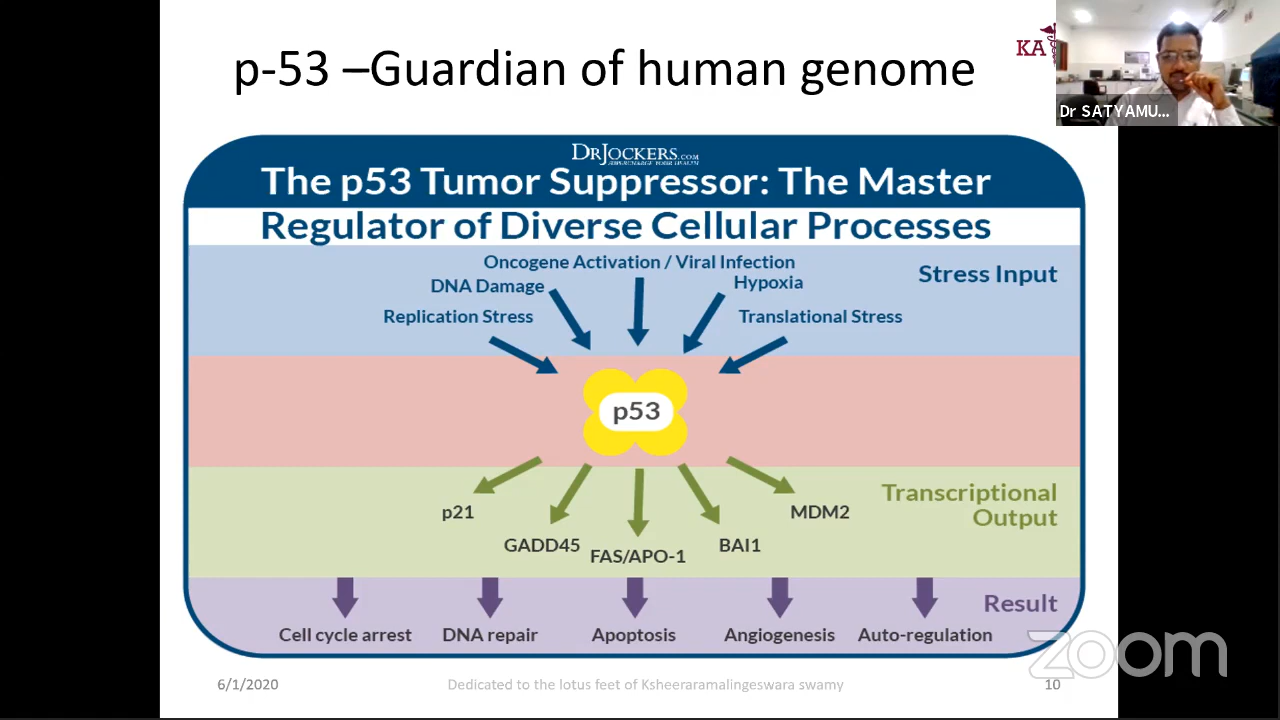 p-53 –Guardian of human genome
KA
Dr SATYAMU...
DRJOCKERS.COM
SUPERCHARGE YOUR HEALTH
The p53 Tumor Suppressor: The Master
Regulator of Diverse Cellular Processes
Oncogene Activation / Viral Infection
Stress Input
DNA Damage
Hypoxia
Replication Stress
Translational Stress
p53
Transcriptional
Output
p21
MDM2
GADD45
FAS/APO-1
BAI1
Result
Cell cycle arrest
DNA repair
Apoptosis
Angiogenesis
Auto-regulation
zoom
6/1/2020
Dedicated to the lotus feet of Ksheeraramalingeswara swamy
10